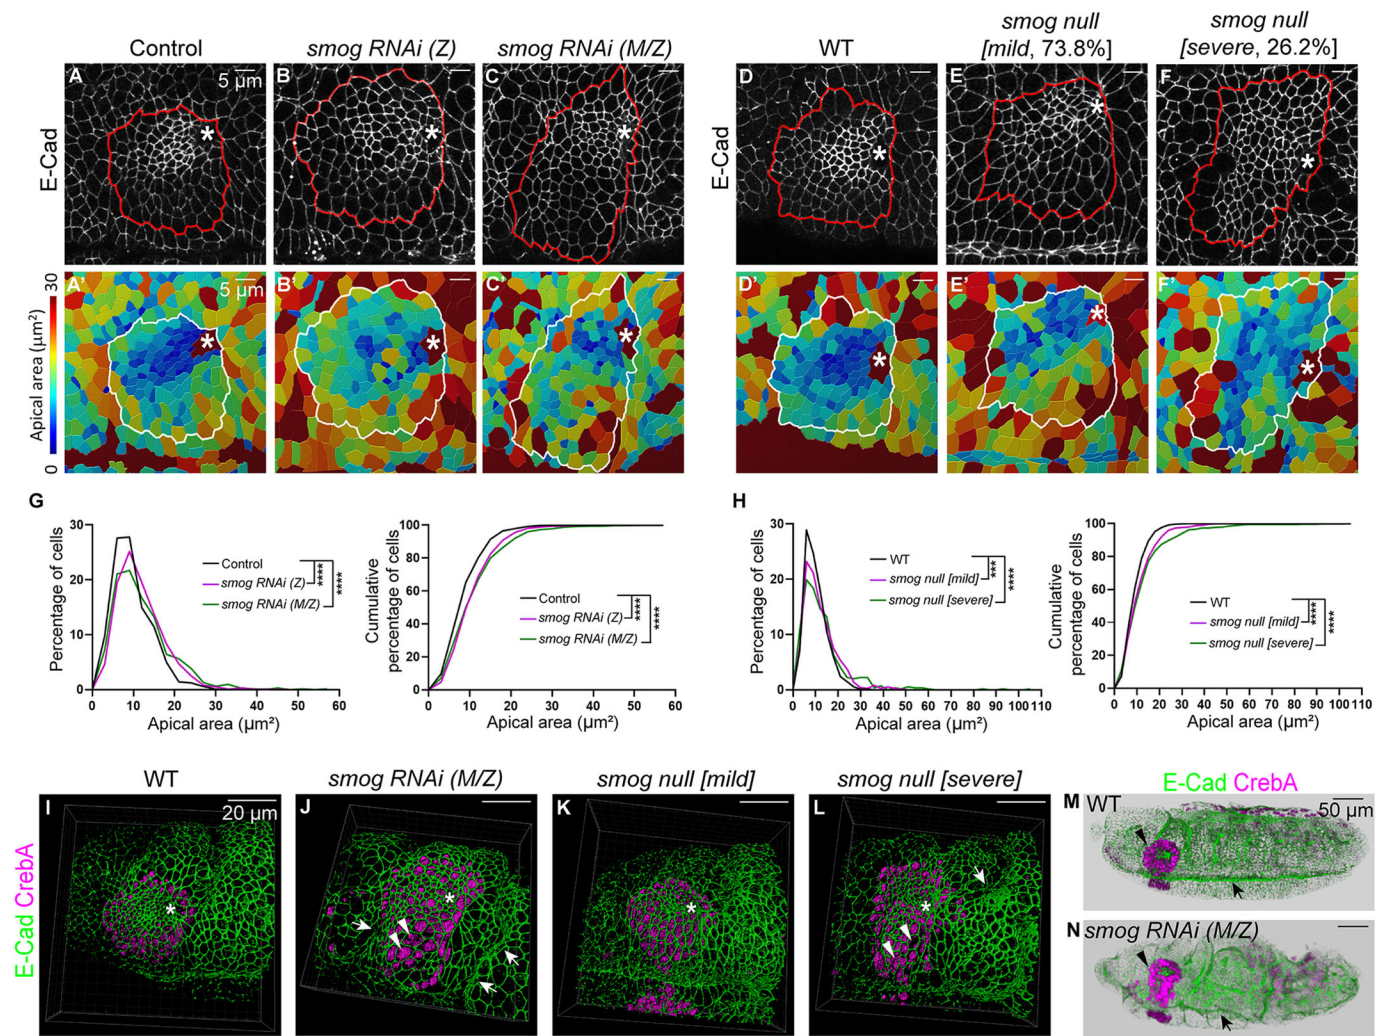 Control
smog RNAi (Z)
smog RNAi (M/Z)
WT
smog null
[mild, 73.8%]
smog null
[severe, 26.2%]
E-Cad
A
5 µm
B
C
E-Cad
D
E
F
*
*
*
*
*
*
Apical area (µm²)
30
0
A'
5 µm
B'
C'
D'
E'
F'
*
*
*
*
*
*
G
Percentage of cells
30
20
10
0
0 10 20 30 40 50 60
Apical area (µm²)
Control
smog RNAi (Z)
smog RNAi (M/Z)
****
****
Cumulative
percentage of cells
100
80
60
40
20
0
0 10 20 30 40 50 60
Apical area (µm²)
Control
smog RNAi (Z)
smog RNAi (M/Z)
****
****
H
Percentage of cells
30
20
10
0
0 10 20 30 40 50 60 70 80 90 100 110
Apical area (µm²)
WT
smog null [mild]
smog null [severe]
***
****
Cumulative
percentage of cells
100
80
60
40
20
0
0 10 20 30 40 50 60 70 80 90 100 110
Apical area (µm²)
WT
smog null [mild]
smog null [severe]
****
****
WT
smog RNAi (M/Z)
smog null [mild]
smog null [severe]
E-Cad CrebA
E-Cad CrebA
I
20 µm
J
K
L
*
*
*
*
M
WT
50 µm
N
smog RNAi (M/Z)